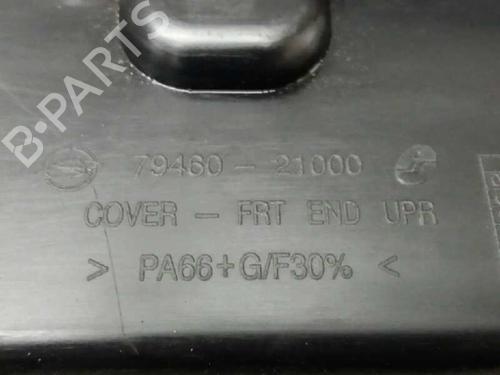 B-PARTS
79460-21000
COVER - FRT END UPR
> PA66+G/F30% <